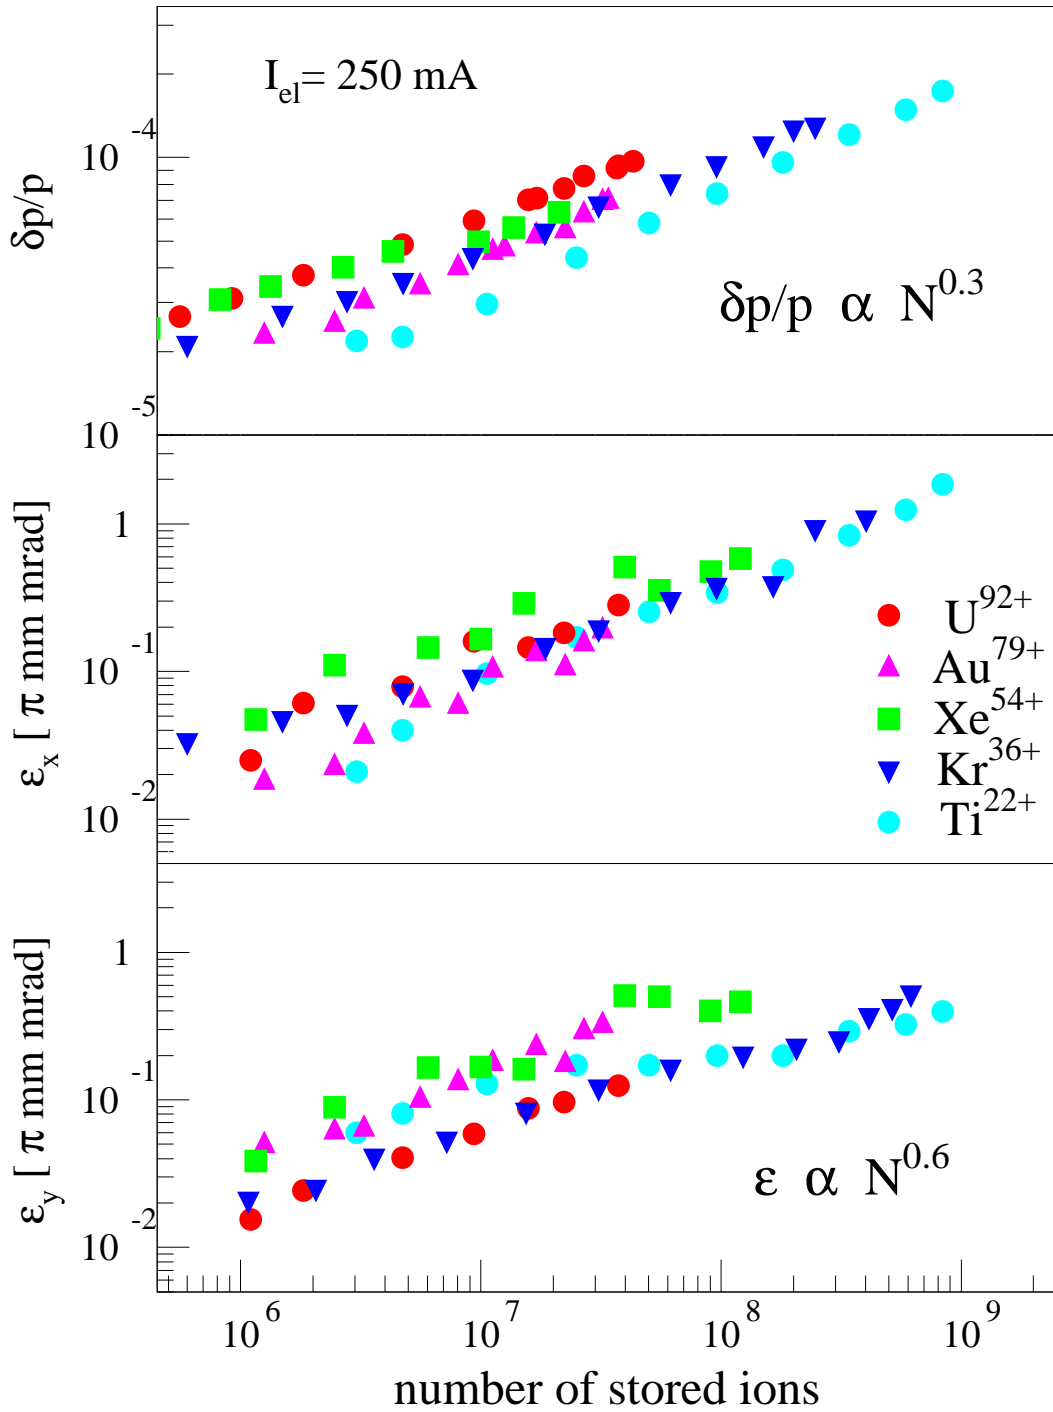 I_el= 250 mA
10^-4
δp/p
δp/p α N^0.3
10^-5
1
ε_x [ π mm mrad]
10^-1
10^-2
U^92+
Au^79+
Xe^54+
Kr^36+
Ti^22+
1
ε_y [ π mm mrad]
10^-1
ε α N^0.6
10^-2
10^6 10^7 10^8 10^9
number of stored ions